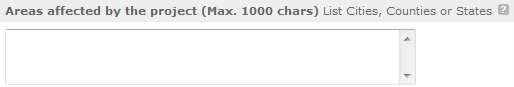 Areas affected by the project (Max. 1000 chars) List Cities, Counties or States ?